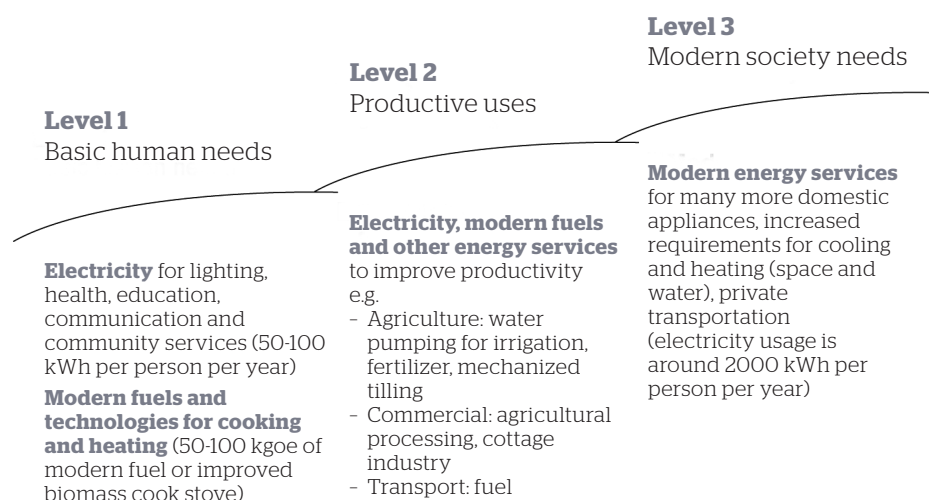 Level 1
Basic human needs
Electricity for lighting,
health, education,
communication and
community services (50-100
kWh per person per year)
Modern fuels and
technologies for cooking
and heating (50-100 kgoe of
modern fuel or improved
biomass cook stove)
Level 2
Productive uses
Electricity, modern fuels
and other energy services
to improve productivity
e.g.
- Agriculture: water
pumping for irrigation,
fertilizer, mechanized
tilling
- Commercial: agricultural
processing, cottage
industry
- Transport: fuel
Level 3
Modern society needs
Modern energy services
for many more domestic
appliances, increased
requirements for cooling
and heating (space and
water), private
transportation
(electricity usage is
around 2000 kWh per
person per year)